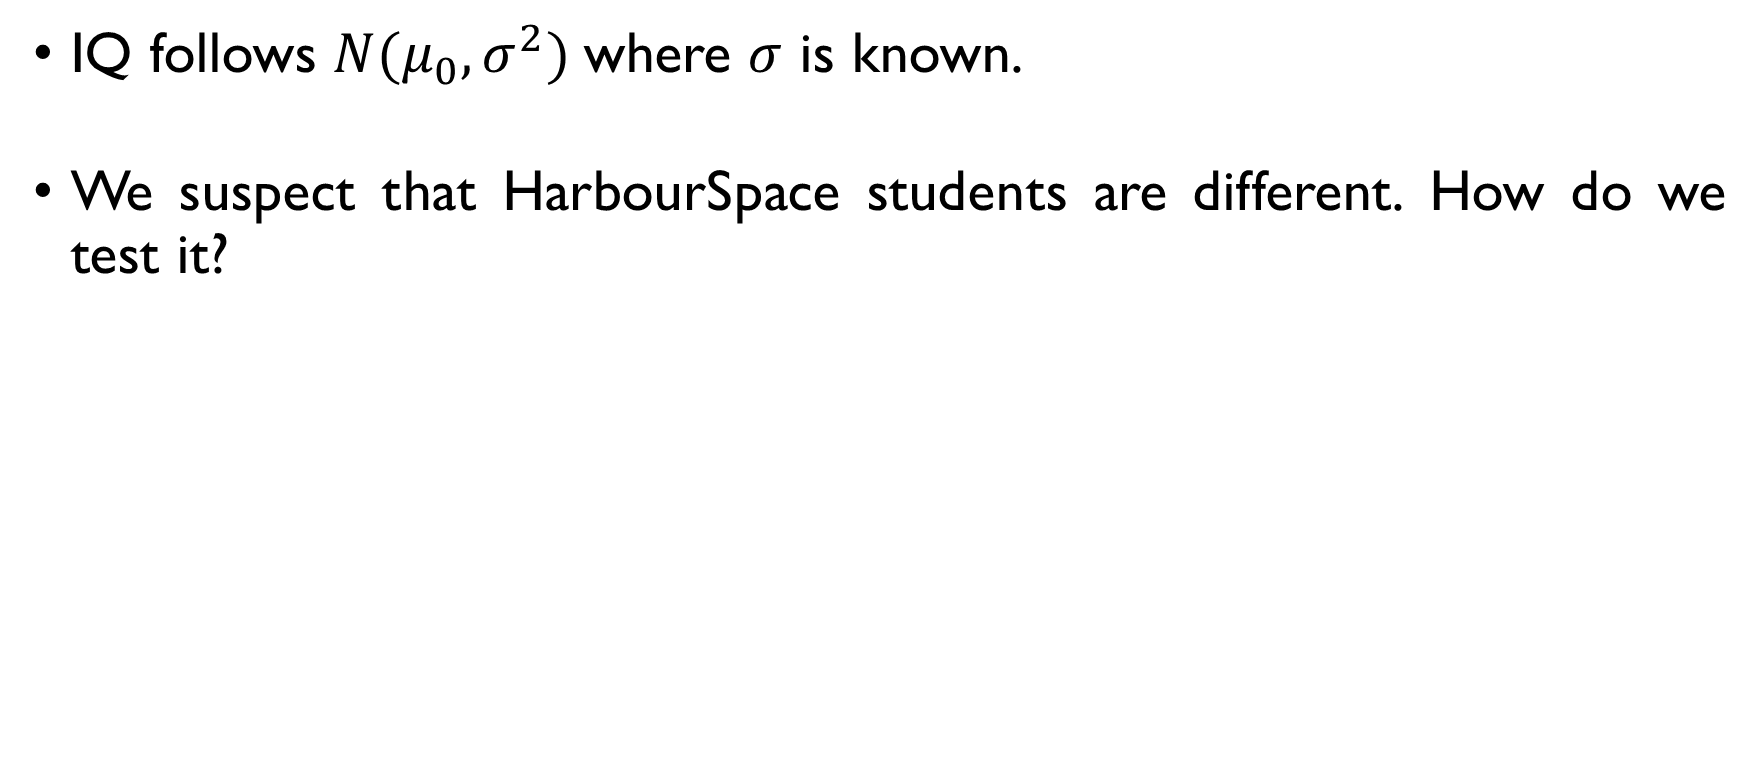 • IQ follows N(μ₀, σ²) where σ is known.
• We suspect that HarbourSpace students are different. How do we
test it?